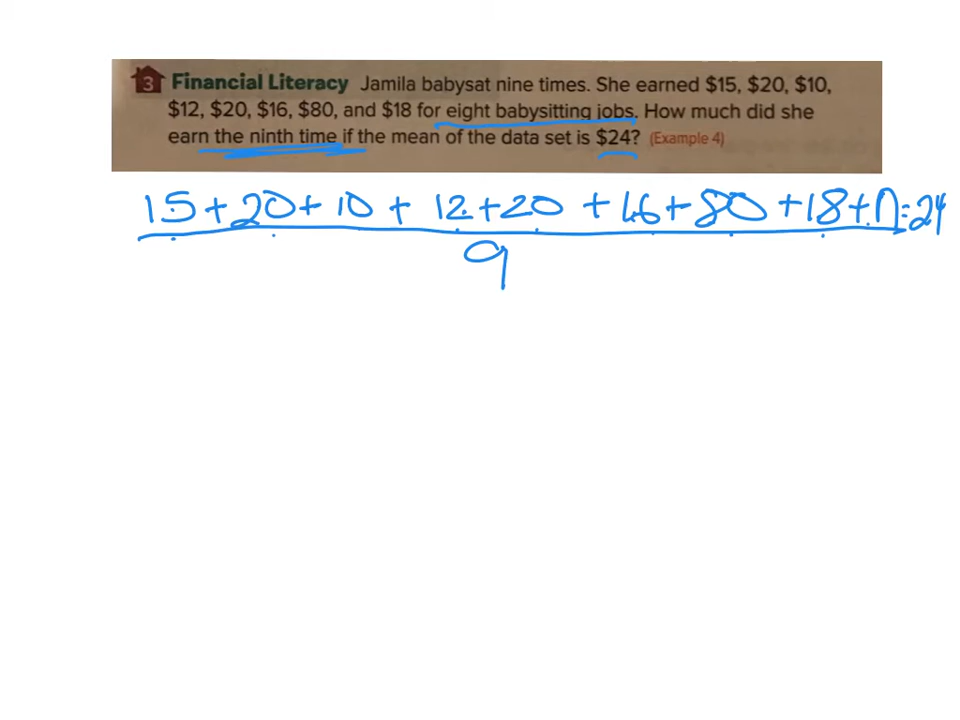 3 Financial Literacy Jamila babysat nine times. She earned $15, $20, $10,
$12, $20, $16, $80, and $18 for eight babysitting jobs. How much did she
earn the ninth time if the mean of the data set is $24? (Example 4)
15+20+10 + 12+20 + 16+80 +18+n=24
9